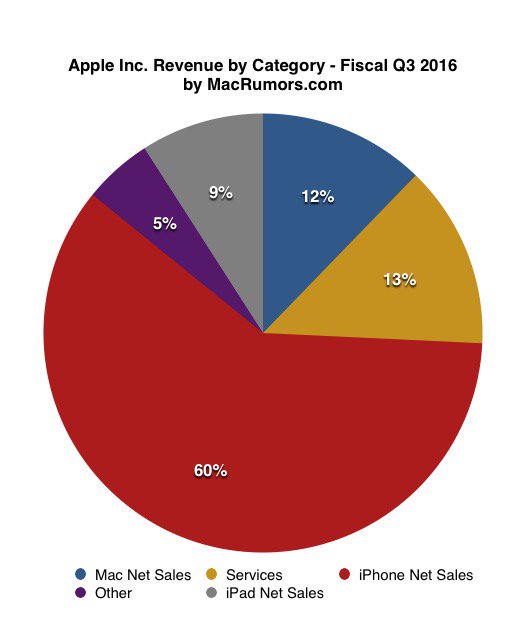 Apple Inc. Revenue by Category - Fiscal Q3 2016
by MacRumors.com
9%
12%
5%
13%
60%
Mac Net Sales
Services
iPhone Net Sales
Other
iPad Net Sales